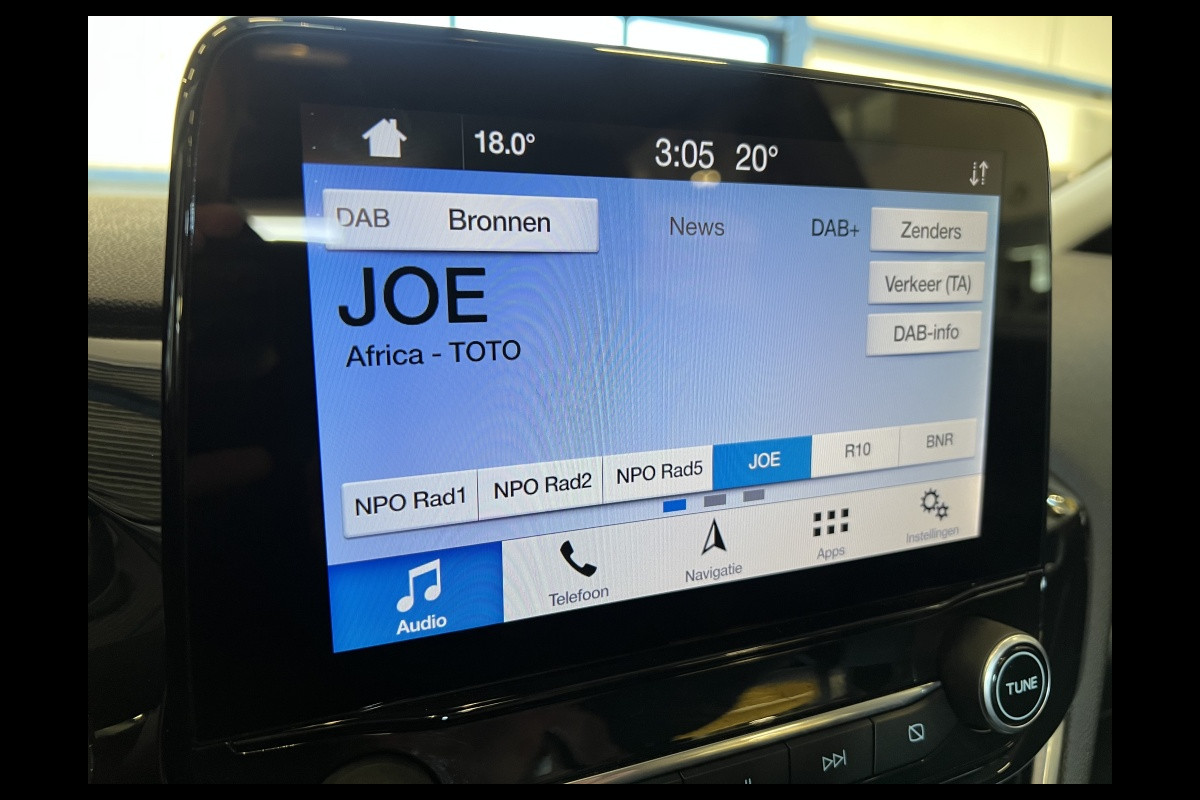 18.0° 3:05 20°
DAB Bronnen News DAB+ Zenders
JOE
Verkeer (TA)
Africa - TOTO
DAB-info
NPO Rad1 NPO Rad2 NPO Rad5 JOE R10 BNR
Audio Telefoon Navigatie Apps Instellingen
TUNE